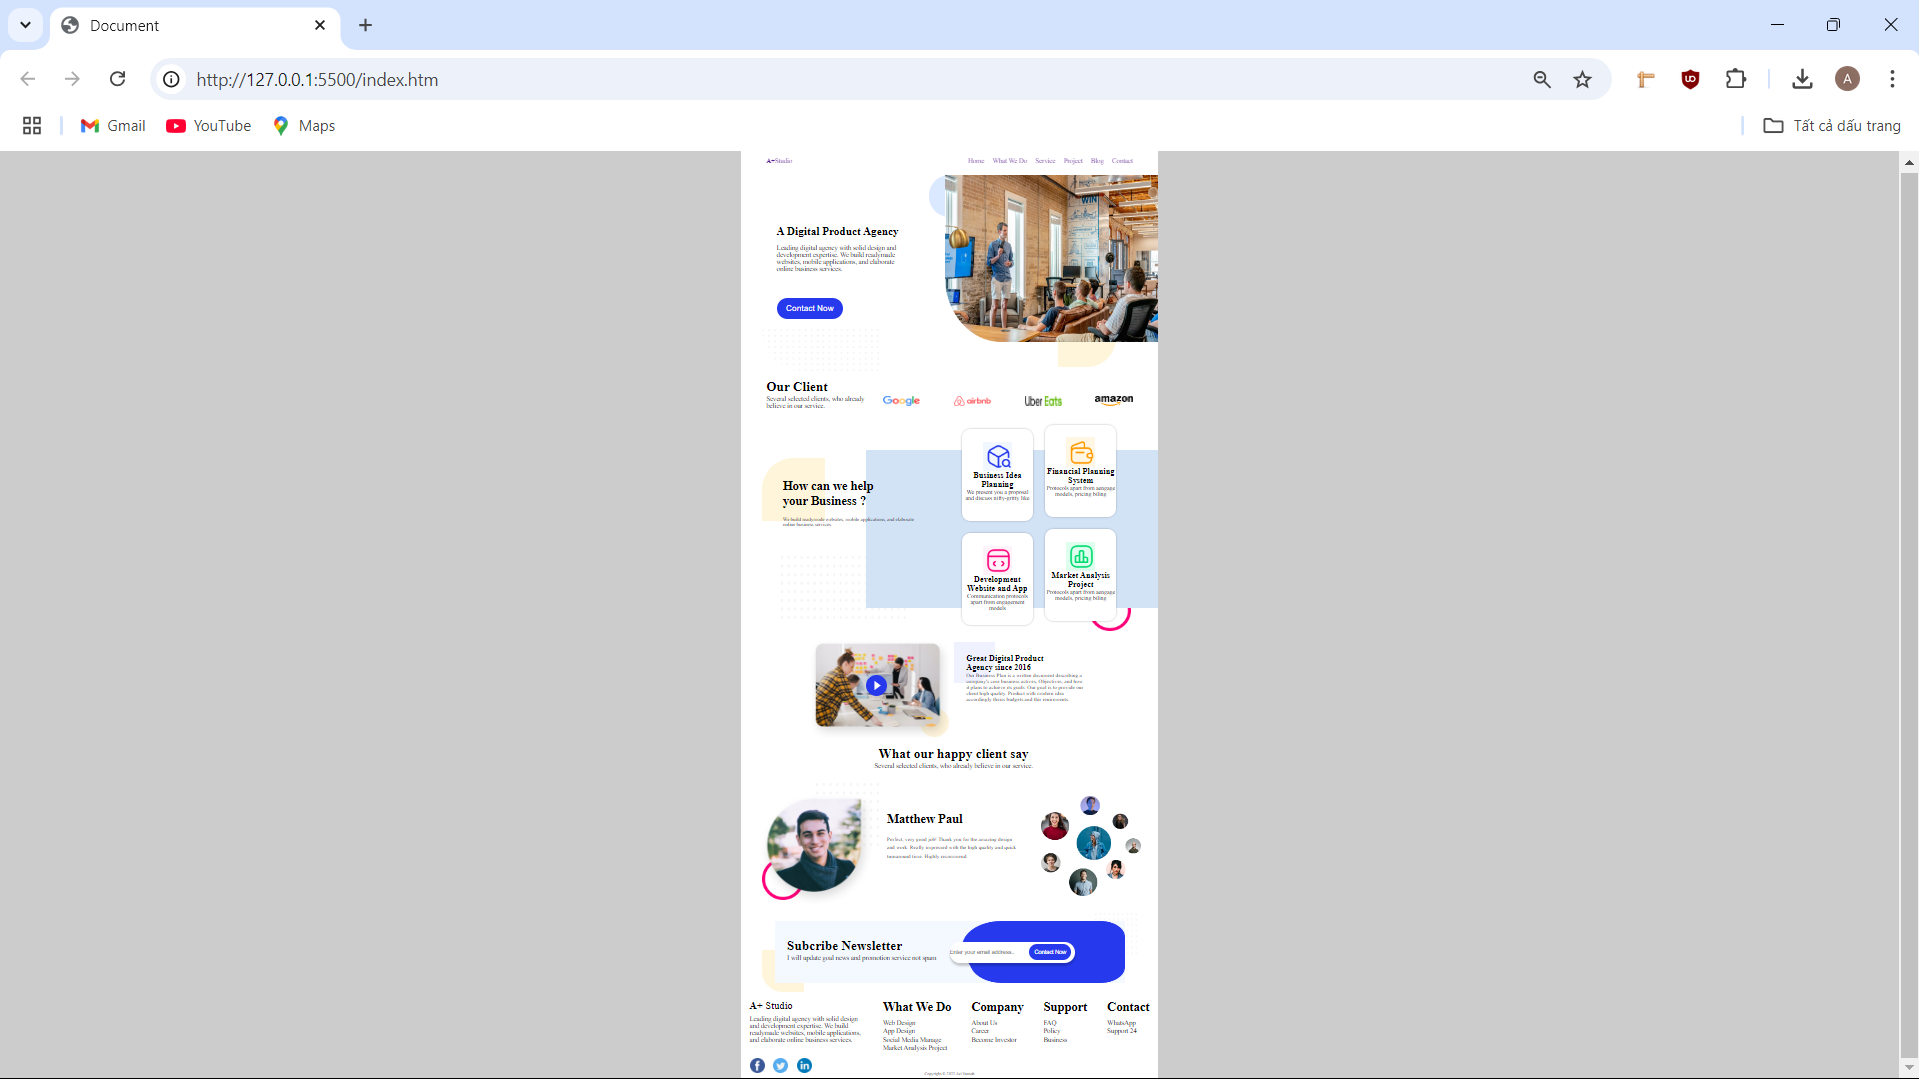 Document
http://127.0.0.1:5500/index.htm
A
Gmail
YouTube
Maps
Tất cả dấu trang
A+Studio
Home
What We Do
Service
Project
Blog
Contact
WIN
A Digital Product Agency
Leading digital agency with solid design and
development expertise. We build readymade
websites, mobile applications, and elaborate
online business services.
Contact Now
Our Client
Several selected clients, who already
believe in our service.
Google
airbnb
Uber Eats
amazon
How can we help
your Business ?
We build readymade websites, mobile applications, and elaborate
online business services.
Business Idea
Planning
We present you a proposal
and discuss nitty-gritty like
Financial Planning
System
Protocols apart from aengage
models, pricing biling
Development
Website and App
Communication protocols
apart from engagement
models
Market Analysis
Project
Protocols apart from aengage
models, pricing biling
Great Digital Product
Agency since 2016
Our Business Plan is a written document describing a
company's core business actives, Objectives, and how
it plans to achieve its goals. Our goal is to provide our
client high quality Product with modern idea
accordingly
What our happy client say
Several selected clients, who already believe in our service.
Matthew Paul
Perfect, very good job! Thank you for the amazing design
and work. Really impressed with the high quality and quick
turnaround time. Highly recommend.
Subcribe Newsletter
I will update goal news and promotion service not spam
Enter your email address..
Contact Now
A+ Studio
Leading digital agency with solid design
and development expertise. We build
readymade websites, mobile applications,
and elaborate online business services.
What We Do
Web Design
App Design
Social Media Manage
Market Analysis Project
Company
About Us
Career
Become Investor
Support
FAQ
Policy
Business
Contact
WhatsApp
Support 24